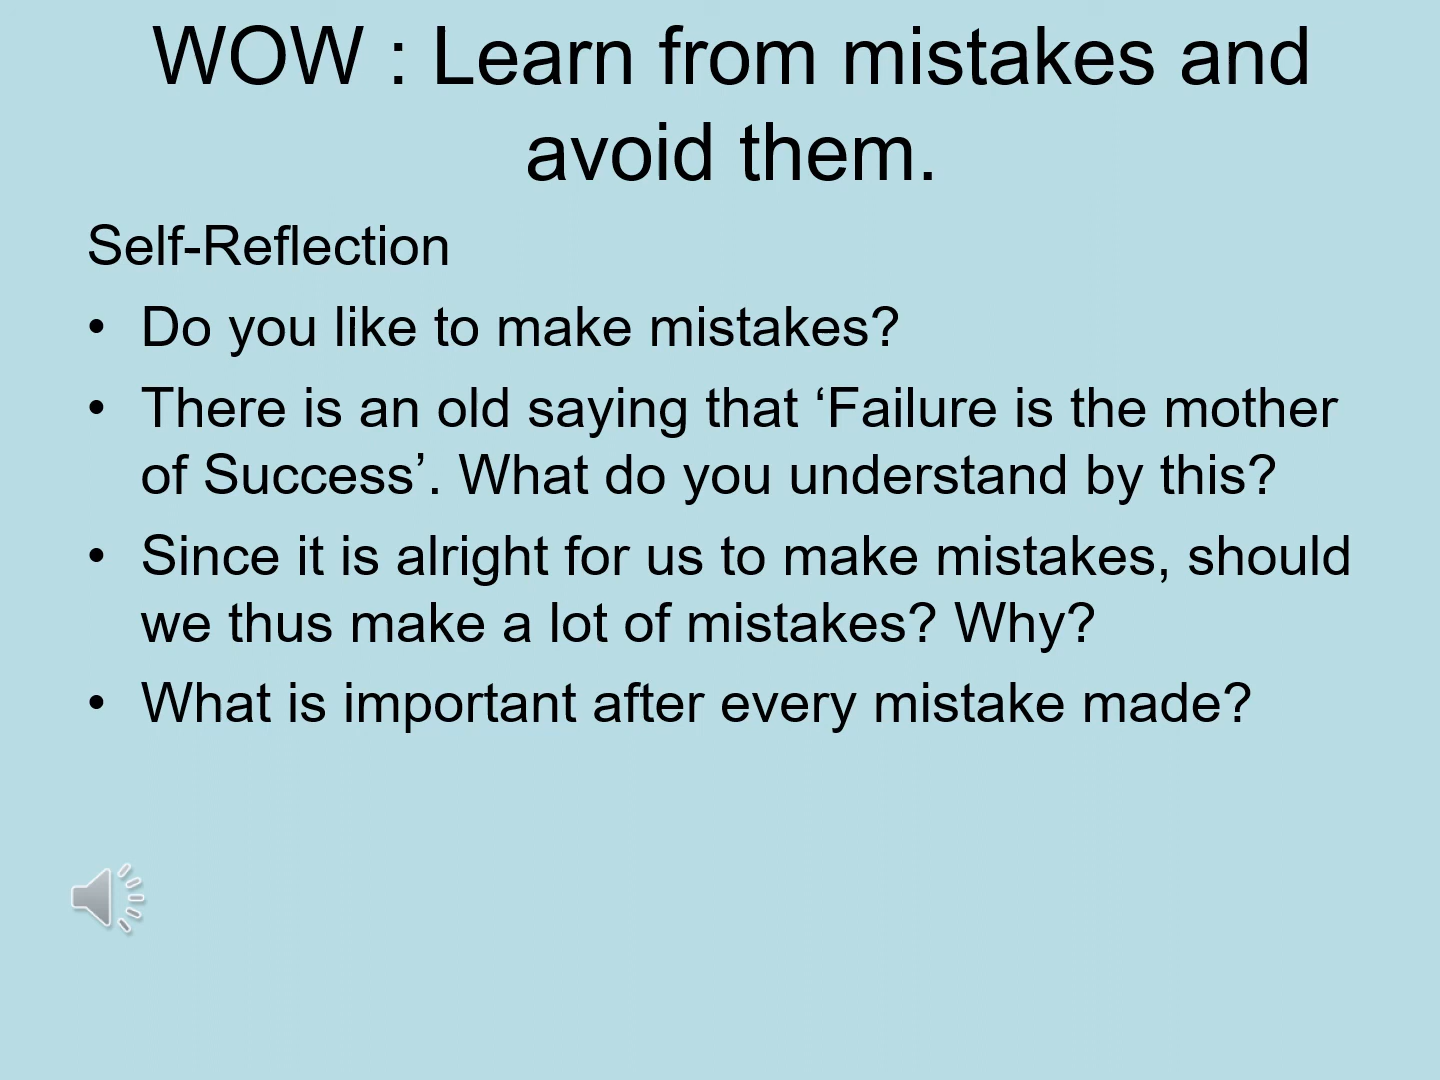 WOW : Learn from mistakes and
avoid them.
Self-Reflection
• Do you like to make mistakes?
• There is an old saying that ‘Failure is the mother
of Success’. What do you understand by this?
• Since it is alright for us to make mistakes, should
we thus make a lot of mistakes? Why?
• What is important after every mistake made?